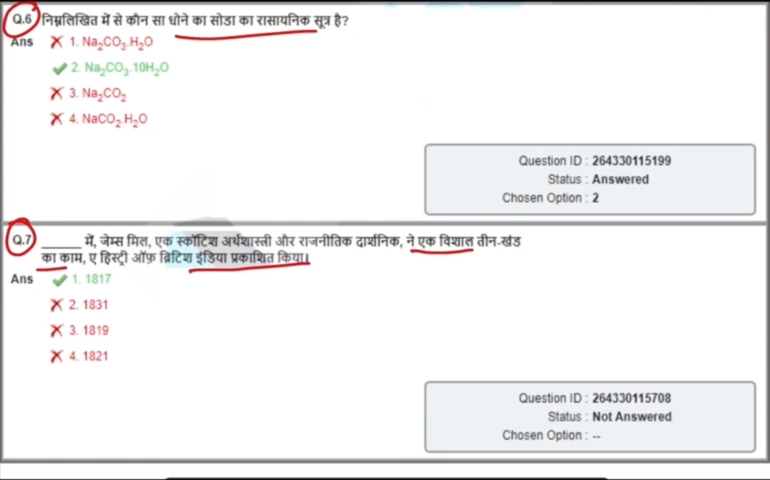 Q.6 निम्नलिखित में से कौन सा धोने का सोडा का रासायनिक सूत्र है?
Ans 1. Na₂CO₃.H₂O
2. Na₂CO₃.10H₂O
3. Na₂CO₂
4. NaCO₂.H₂O
Question ID : 264330115199
Status : Answered
Chosen Option : 2
Q.7 ______ में, जेम्स मिल, एक स्कॉटिश अर्थशास्त्री और राजनीतिक दार्शनिक, ने एक विशाल तीन-खंड
का काम, ए हिस्ट्री ऑफ़ ब्रिटिश इंडिया प्रकाशित किया।
Ans 1. 1817
2. 1831
3. 1819
4. 1821
Question ID : 264330115708
Status : Not Answered
Chosen Option : --